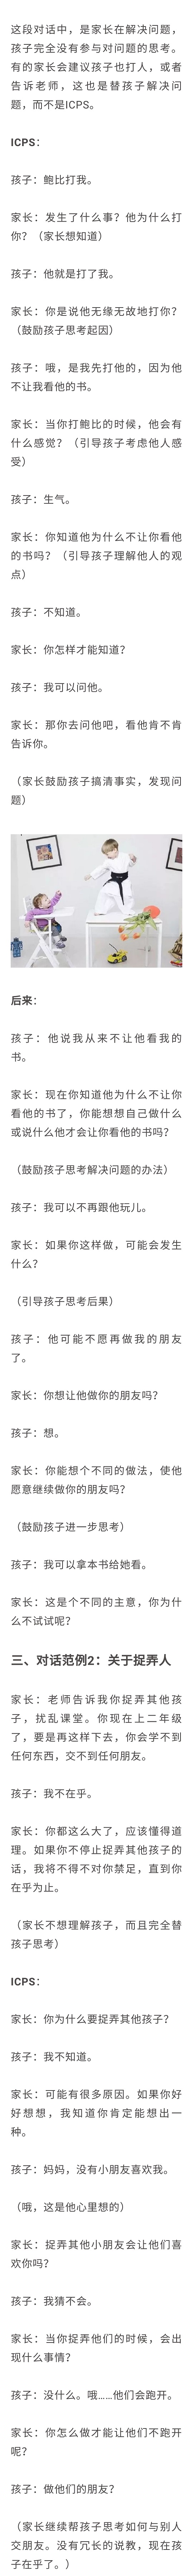 这段对话中，是家长在解决问题，
孩子完全没有参与对问题的思考。
有的家长会建议孩子也打人，或者
告诉老师，这也是替孩子解决问
题，而不是ICPS。
ICPS：
孩子：鲍比打我。
家长：发生了什么事？他为什么打
你？（家长想知道）
孩子：他就是打了我。
家长：你是说他无缘无故地打你？
（鼓励孩子思考起因）
孩子：哦，是我先打他的，因为他
不让我看他的书。
家长：当你打鲍比的时候，他会有
什么感觉？（引导孩子考虑他人感
受）
孩子：生气。
家长：你知道他为什么不让你看他
的书吗？（引导孩子理解他人的观
点）
孩子：不知道。
家长：你怎样才能知道？
孩子：我可以问他。
家长：那你去问他吧，看他肯不肯
告诉你。
（家长鼓励孩子搞清事实，发现问
题）
后来：
孩子：他说我从来不让他看我的
书。
家长：现在你知道他为什么不让你
看他的书了，你能想想自己做什么
或说什么他才会让你看他的书吗？
（鼓励孩子思考解决问题的办法）
孩子：我可以不再跟他玩儿。
家长：如果你这样做，可能会发生
什么？
（引导孩子思考后果）
孩子：他可能不愿再做我的朋友
了。
家长：你想让他做你的朋友吗？
孩子：想。
家长：你能想个不同的做法，使他
愿意继续做你的朋友吗？
（鼓励孩子进一步思考）
孩子：我可以拿本书给她看。
家长：这是个不同的主意，你为什
么不试试呢？
三、对话范例2：关于捉弄人
家长：老师告诉我你捉弄其他孩
子，扰乱课堂。你现在上二年级
了，要是再这样下去，你会学不到
任何东西，交不到任何朋友。
孩子：我不在乎。
家长：你都这么大了，应该懂得道
理。如果你不停止捉弄其他孩子的
话，我将不得不对你禁足，直到你
在乎为止。
（家长不想理解孩子，而且完全替
孩子思考）
ICPS：
家长：你为什么要捉弄其他孩子？
孩子：我不知道。
家长：可能有很多原因。如果你好
好想想，我知道你肯定能想出一
种。
孩子：妈妈，没有小朋友喜欢我。
（哦，这是他心里想的）
家长：捉弄其他小朋友会让他们喜
欢你吗？
孩子：我猜不会。
家长：当你捉弄他们的时候，会出
现什么事情？
孩子：没什么。哦……他们会跑开。
家长：你怎么做才能让他们不跑开
呢？
孩子：做他们的朋友？
（家长继续帮孩子思考如何与别人
交朋友。没有冗长的说教，现在孩
子在乎了。）